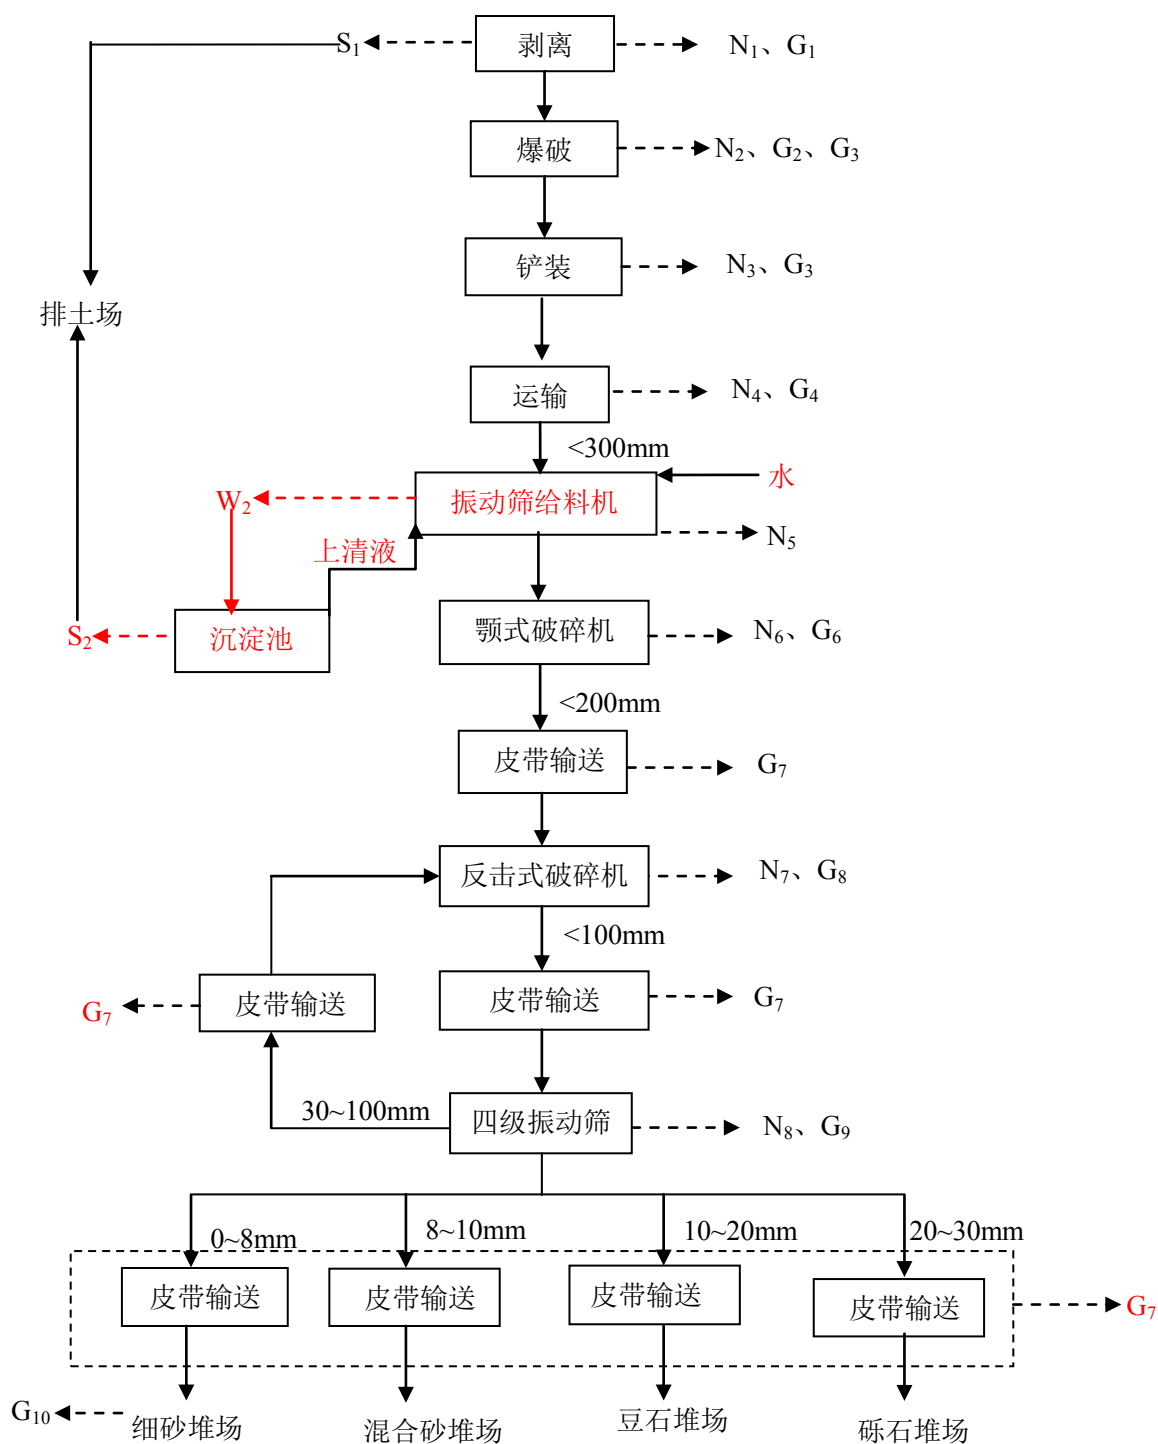 S₁ 剥离 N₁、G₁
爆破 N₂、G₂、G₃
铲装 N₃、G₃
排土场
运输 N₄、G₄
<300mm
水
W₂ 振动筛给料机
N₅
上清液
S₂ 沉淀池 颚式破碎机 N₆、G₆
<200mm
皮带输送 G₇
反击式破碎机 N₇、G₈
<100mm
G₇ 皮带输送 皮带输送 G₇
30~100mm 四级振动筛 N₈、G₉
0~8mm 8~10mm 10~20mm 20~30mm
皮带输送 皮带输送 皮带输送 皮带输送 G₇
G₁₀ 细砂堆场 混合砂堆场 豆石堆场 砾石堆场